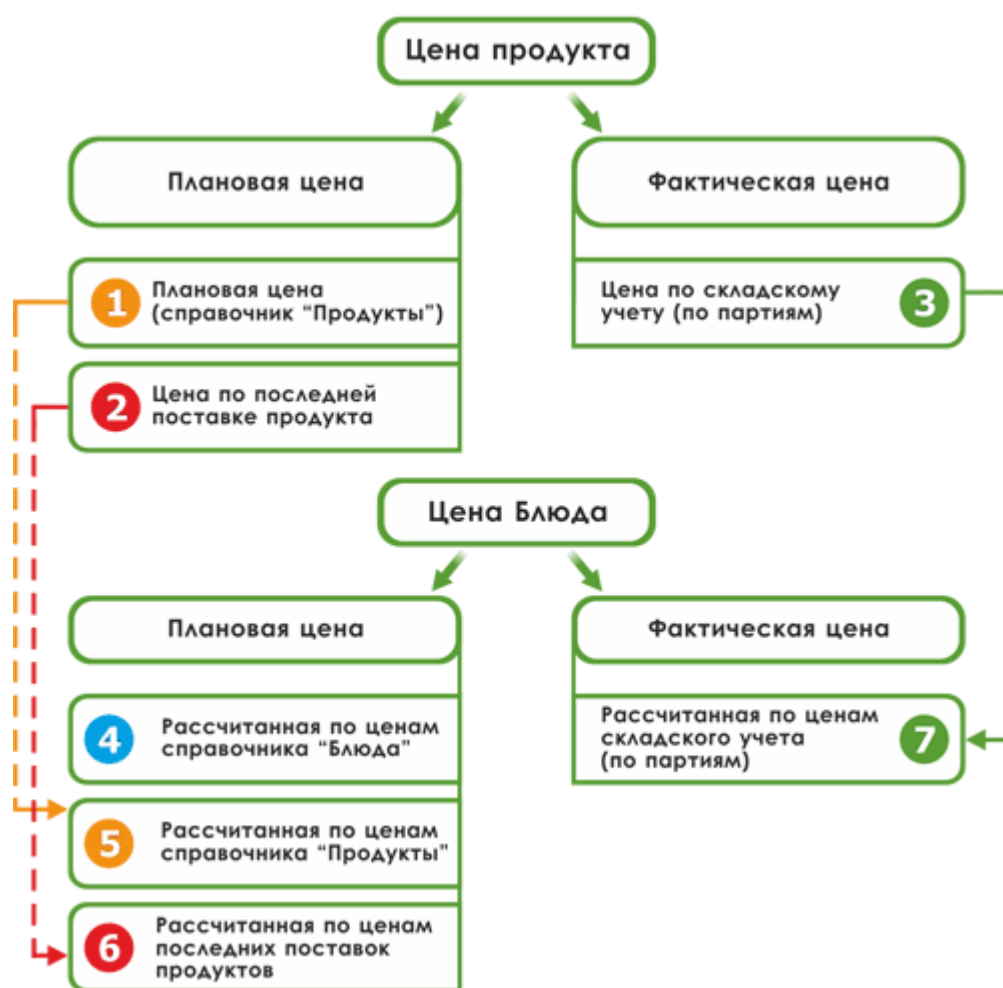 Цена продукта
Плановая цена
Фактическая цена
1
Плановая цена
(справочник “Продукты”)
Цена по складскому
учету (по партиям)
3
2
Цена по последней
поставке продукта
Цена Блюда
Плановая цена
Фактическая цена
4
Рассчитанная по ценам
справочника “Блюда”
Рассчитанная по ценам
складского учета
(по партиям)
7
5
Рассчитанная по ценам
справочника “Продукты”
6
Рассчитанная по ценам
последних поставок
продуктов